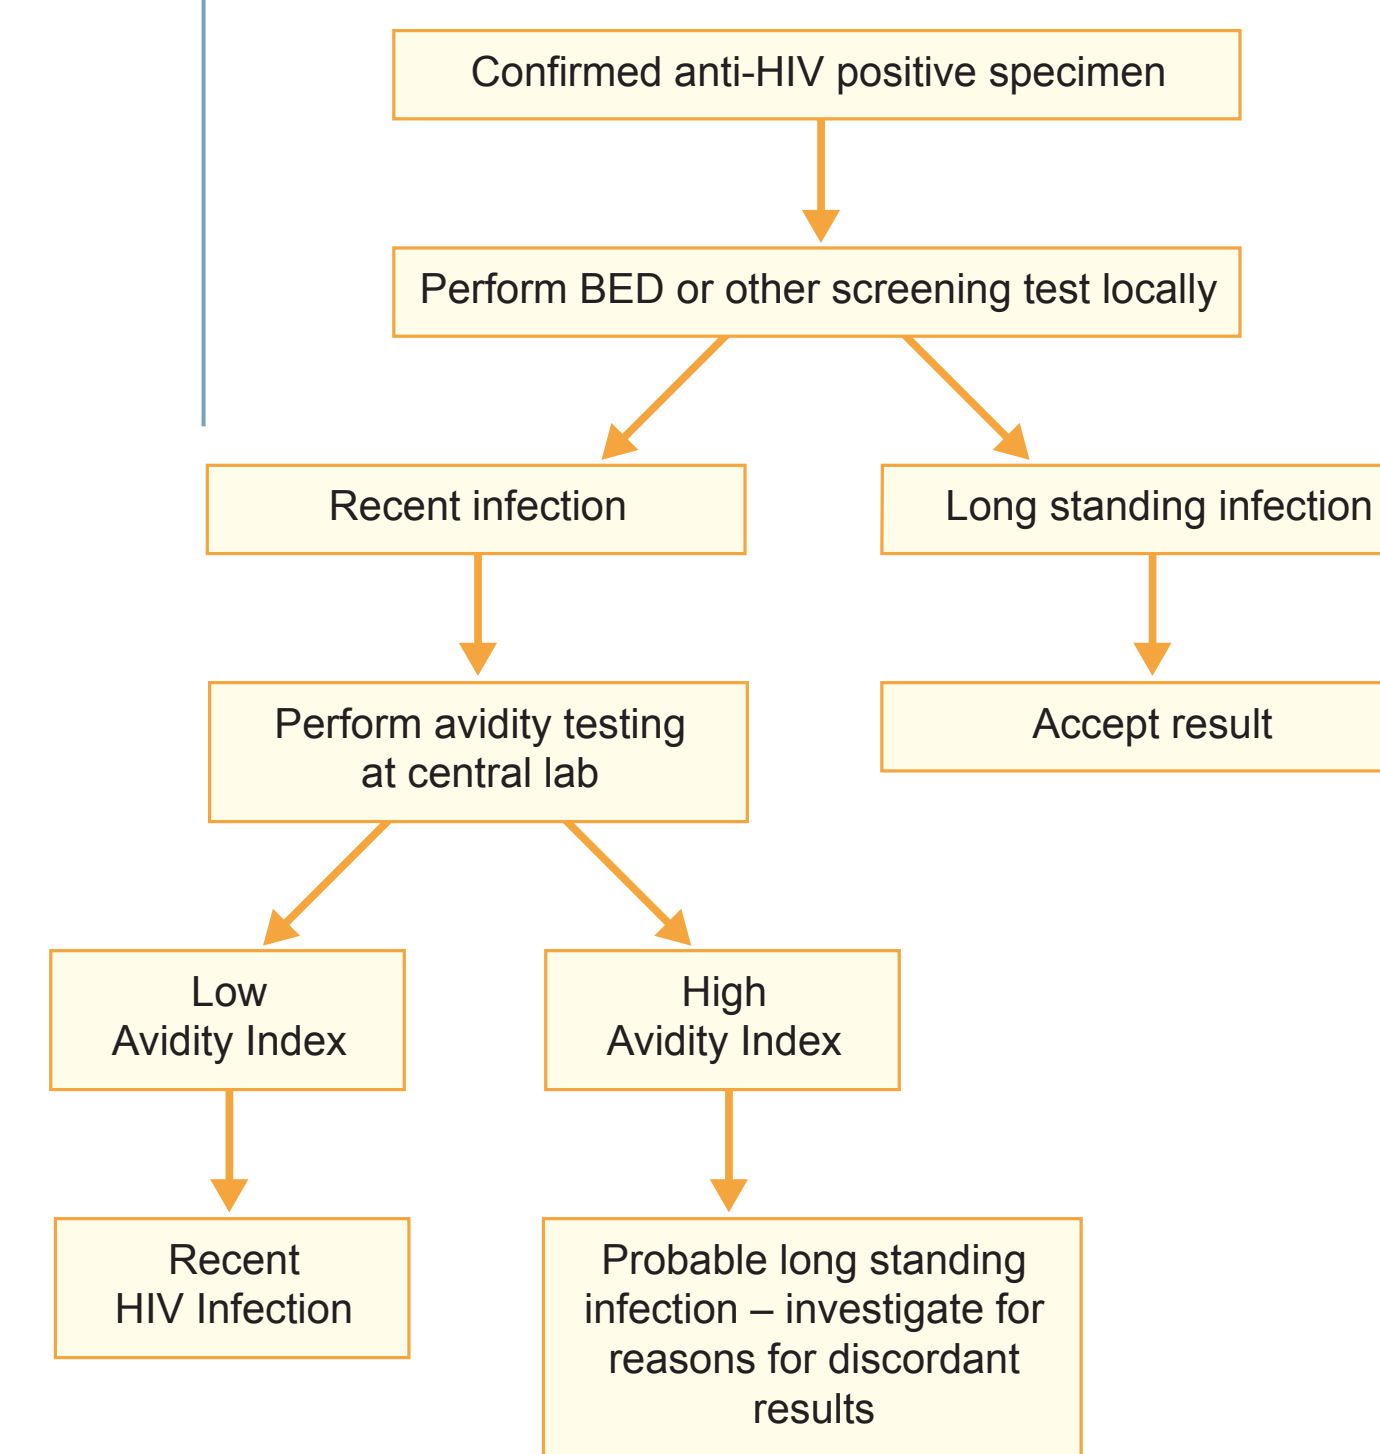 Confirmed anti-HIV positive specimen
Perform BED or other screening test locally
Recent infection
Long standing infection
Perform avidity testing
at central lab
Accept result
Low
Avidity Index
High
Avidity Index
Recent
HIV Infection
Probable long standing
infection – investigate for
reasons for discordant
results